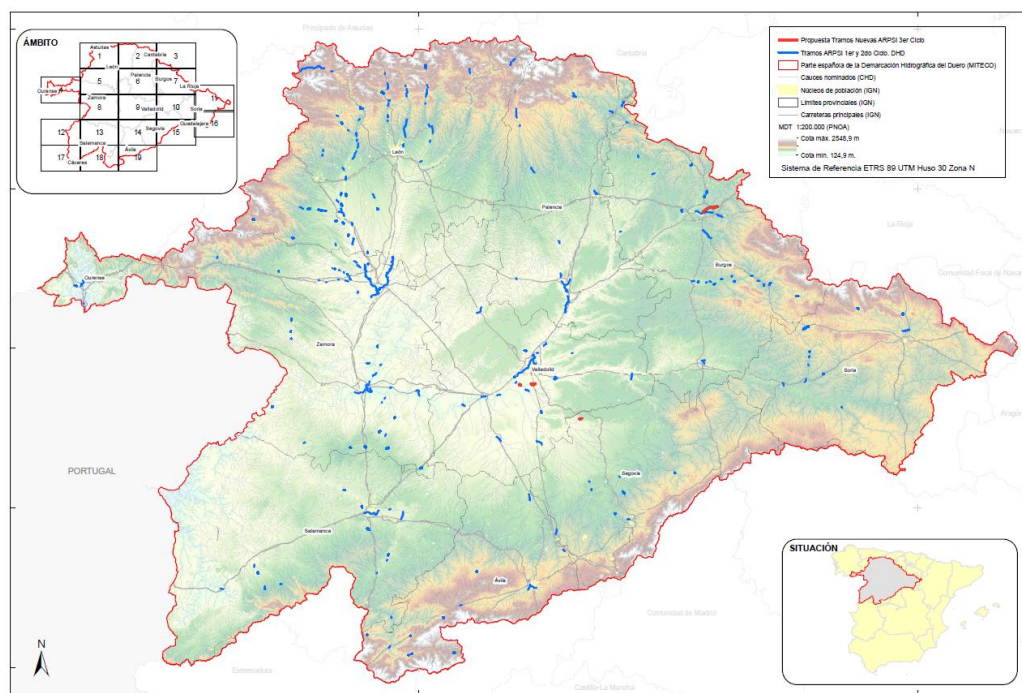 ÁMBITO
Asturias
1
2
Cantabria
3
León
5
Palencia
6
Burgos
7
La Rioja
Ourense
Zamora
8
9
Valladolid
10
Soria
11
12
13
14
Segovia
15
Guadalajara
16
Salamanca
Ávila
17
Cáceres
18
19
Principado de Asturias
Cantabria
Propuesta Tramos Nuevas ARPSI 3er Ciclo
Tramos ARPSI 1er y 2do Ciclo. DHD
Parte española de la Demarcación Hidrográfica del Duero (MITECO)
Cauces nominados (CHD)
Núcleos de población (IGN)
Límites provinciales (IGN)
Carreteras principales (IGN)
MDT 1:200.000 (PNOA)
Cota máx. 2548,9 m
Cota min. 124,9 m.
Sistema de Referencia ETRS 89 UTM Huso 30 Zona N
León
Palencia
La Rioja
Burgos
Comunidad Foral de Navar
Ourense
Zamora
Valladolid
Soria
Aragón
PORTUGAL
Segovia
Salamanca
Ávila
Comunidad de Madrid
Extremadura
Castilla-La Mancha
N
SITUACIÓN